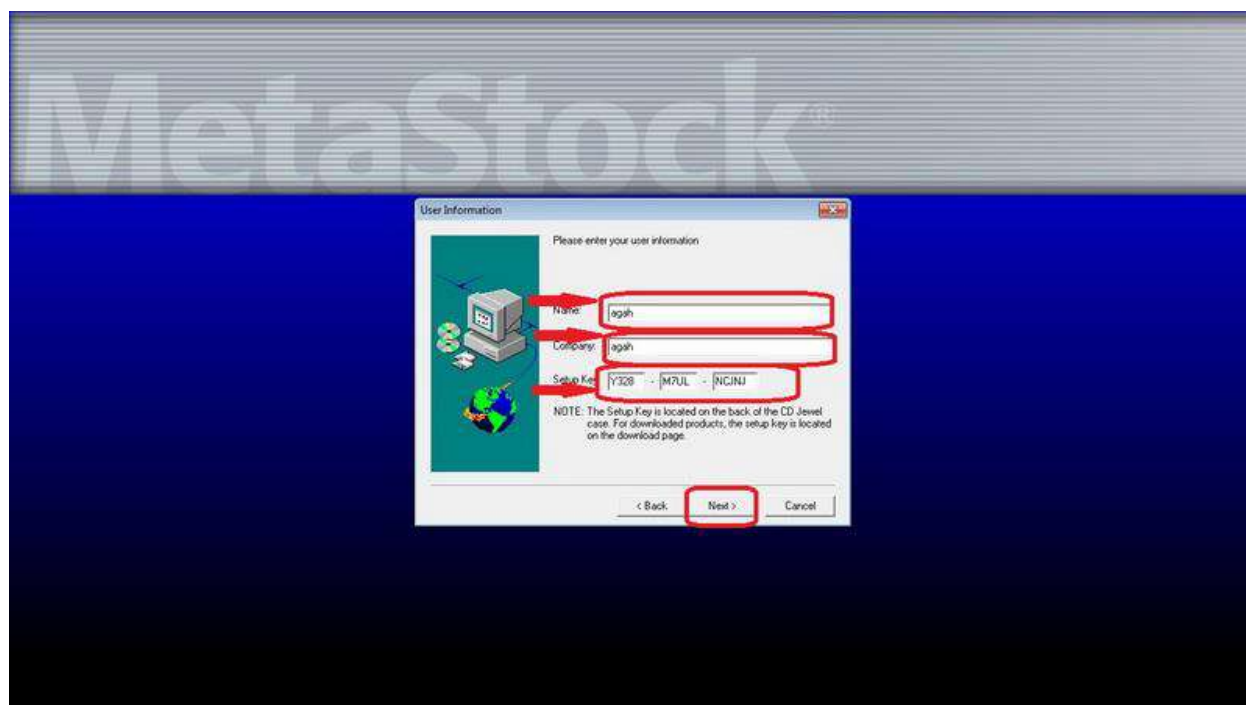 MetaStock®
User Information
Please enter your user information
Name: agah
Company: agah
Setup Key Y328 - M7UL - NCJNJ
NOTE: The Setup Key is located on the back of the CD Jewel
case. For downloaded products, the setup key is located
on the download page.
< Back Next > Cancel